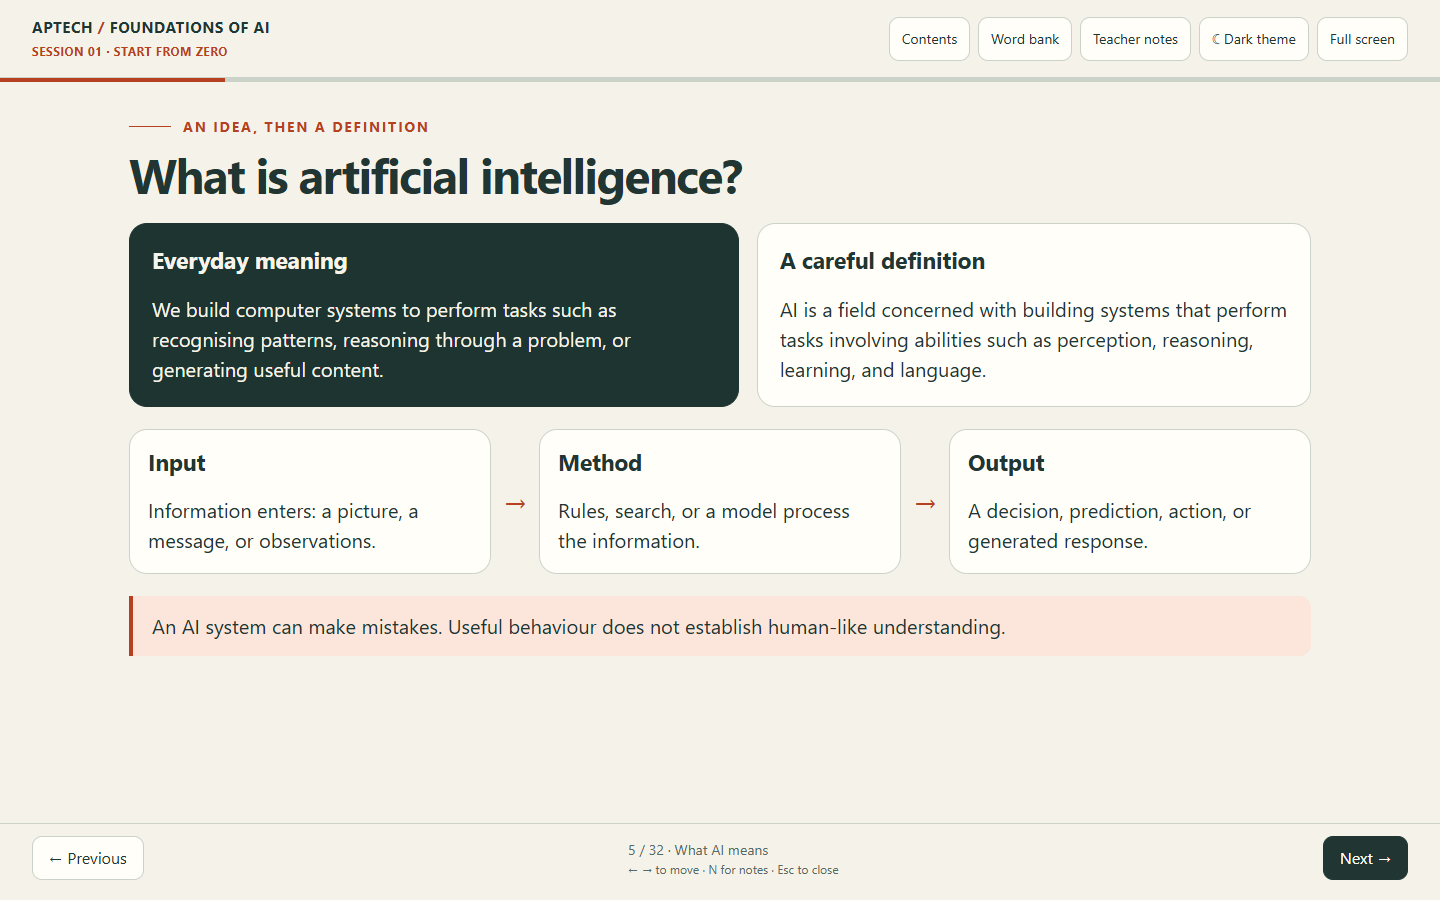 APTECH / FOUNDATIONS OF AI
SESSION 01 · START FROM ZERO
Contents
Word bank
Teacher notes
☾ Dark theme
Full screen
AN IDEA, THEN A DEFINITION
What is artificial intelligence?
Everyday meaning
We build computer systems to perform tasks such as
recognising patterns, reasoning through a problem, or
generating useful content.
A careful definition
AI is a field concerned with building systems that perform
tasks involving abilities such as perception, reasoning,
learning, and language.
Input
Information enters: a picture, a
message, or observations.
→
Method
Rules, search, or a model process
the information.
→
Output
A decision, prediction, action, or
generated response.
An AI system can make mistakes. Useful behaviour does not establish human-like understanding.
← Previous
5 / 32 · What AI means
← → to move · N for notes · Esc to close
Next →